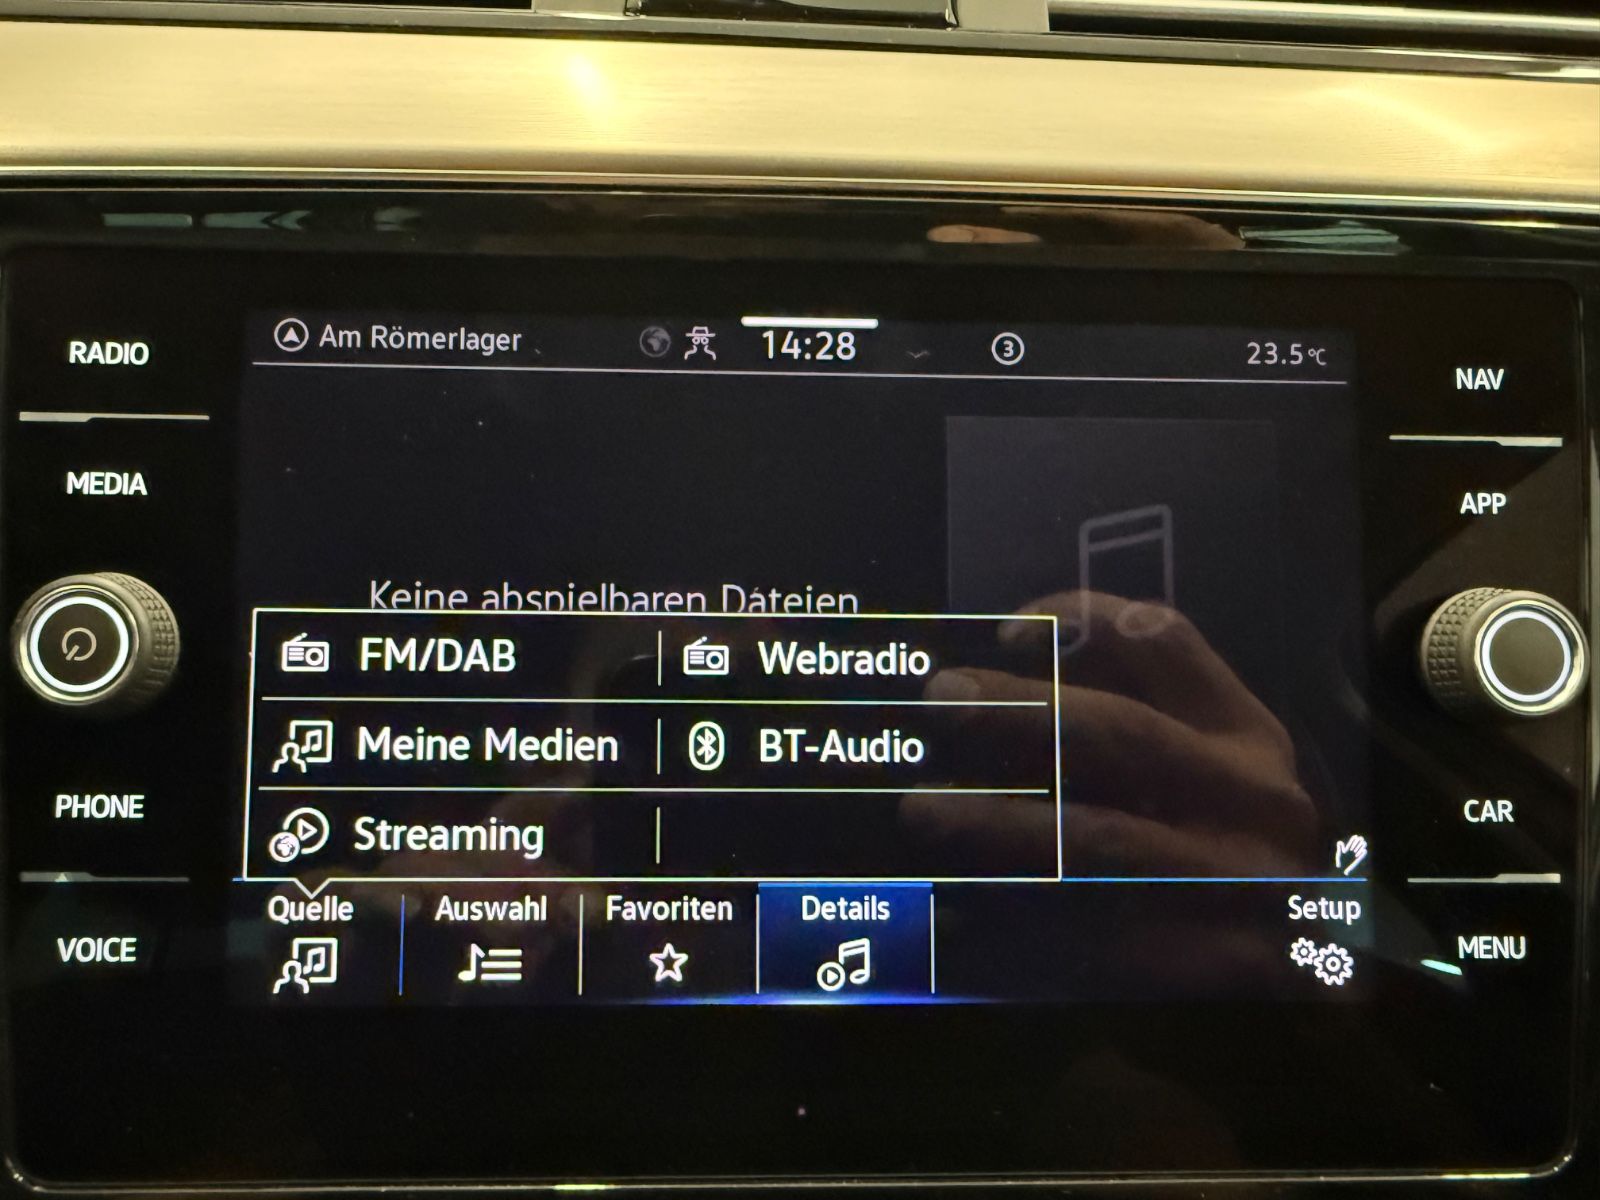 Am Römerlager
14:28
3
23.5°C
RADIO
MEDIA
PHONE
VOICE
Keine abspielbaren Dateien
FM/DAB
Webradio
Meine Medien
BT-Audio
Streaming
Quelle
Auswahl
Favoriten
Details
Setup
NAV
APP
CAR
MENU